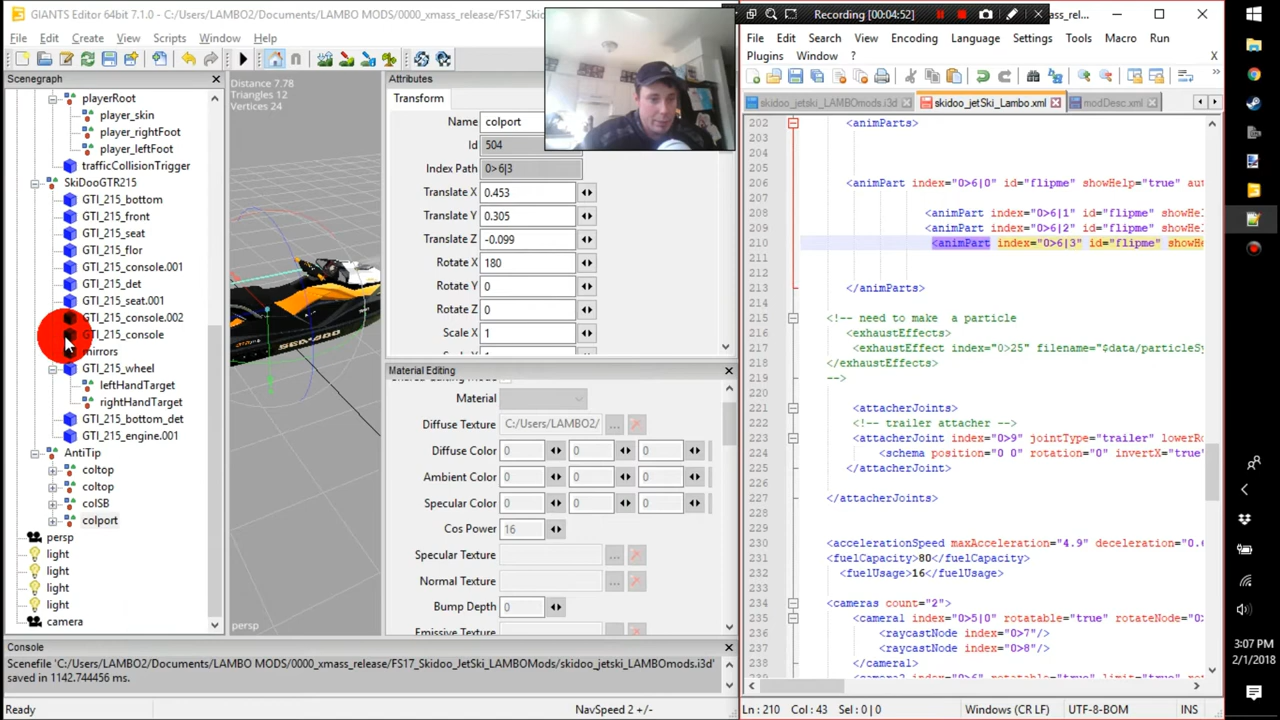 GIANTS Editor 64bit 7.1.0 - C:/Users/LAMBO2/Documents/LAMBO MODS/0000_xmass_release/FS17_Skid
File Edit Create View Scripts Window Help
Scenegraph
playerRoot
player_skin
player_rightFoot
player_leftFoot
trafficCollisionTrigger
SkiDooGTR215
GTI_215_bottom
GTI_215_front
GTI_215_seat
GTI_215_flor
GTI_215_console.001
GTI_215_det
GTI_215_seat.001
GTI_215_console.002
GTI_215_console
mirrors
GTI_215_wheel
leftHandTarget
rightHandTarget
GTI_215_bottom_det
GTI_215_engine.001
AntiTip
coltop
coltop
colSB
colport
persp
light
light
light
light
camera
Distance 7.78
Triangles 12
Vertices 24
persp
Attributes
Transform
Name colport
Id 504
Index Path 0>6|3
Translate X 0.453
Translate Y 0.305
Translate Z -0.099
Rotate X 180
Rotate Y 0
Rotate Z 0
Scale X 1
Material Editing
Material
Diffuse Texture C:/Users/LAMBO2/ ...
Diffuse Color 0 0 0
Ambient Color 0 0 0
Specular Color 0 0 0
Cos Power 16
Specular Texture ...
Normal Texture ...
Bump Depth 0
Emissive Texture
Console
Scenefile 'C:/Users/LAMBO2/Documents/LAMBO MODS/0000_xmass_release/FS17_Skidoo_JetSki_LAMBOMods/skidoo_jetski_LAMBOmods.i3d'
saved in 1142.744456 ms.
Ready
NavSpeed 2 +/-
Recording [00:04:52]
File Edit Search View Encoding Language Settings Tools Macro Run
Plugins Window ? X
skidoo_jetski_LAMBOmods.i3d skidoo_jetSki_Lambo.xml modDesc.xml
202 <animParts>
203
204
205
206 <animPart index="0>6|0" id="flipme" showHelp="true" aut
207
208 <animPart index="0>6|1" id="flipme" showHel
209 <animPart index="0>6|2" id="flipme" showHel
210 <animPart index="0>6|3" id="flipme" showHe
211
212
213 </animParts>
214
215 <!-- need to make a particle
216 <exhaustEffects>
217 <exhaustEffect index="0>25" filename="$data/particleSy
218 </exhaustEffects>
219 -->
220
221 <attacherJoints>
222 <!-- trailer attacher -->
223 <attacherJoint index="0>9" jointType="trailer" lowerRo
224 <schema position="0 0" rotation="0" invertX="true"
225 </attacherJoint>
226
227 </attacherJoints>
228
229
230 <accelerationSpeed maxAcceleration="4.9" deceleration="0.6
231 <fuelCapacity>80</fuelCapacity>
232 <fuelUsage>16</fuelUsage>
233
234 <cameras count="2">
235 <camera1 index="0>5|0" rotatable="true" rotateNode="0>
236 <raycastNode index="0>7"/>
237 <raycastNode index="0>8"/>
238 </camera1>
Ln : 210 Col : 43 Sel : 0 | 0 Windows (CR LF) UTF-8-BOM INS
3:07 PM
2/1/2018